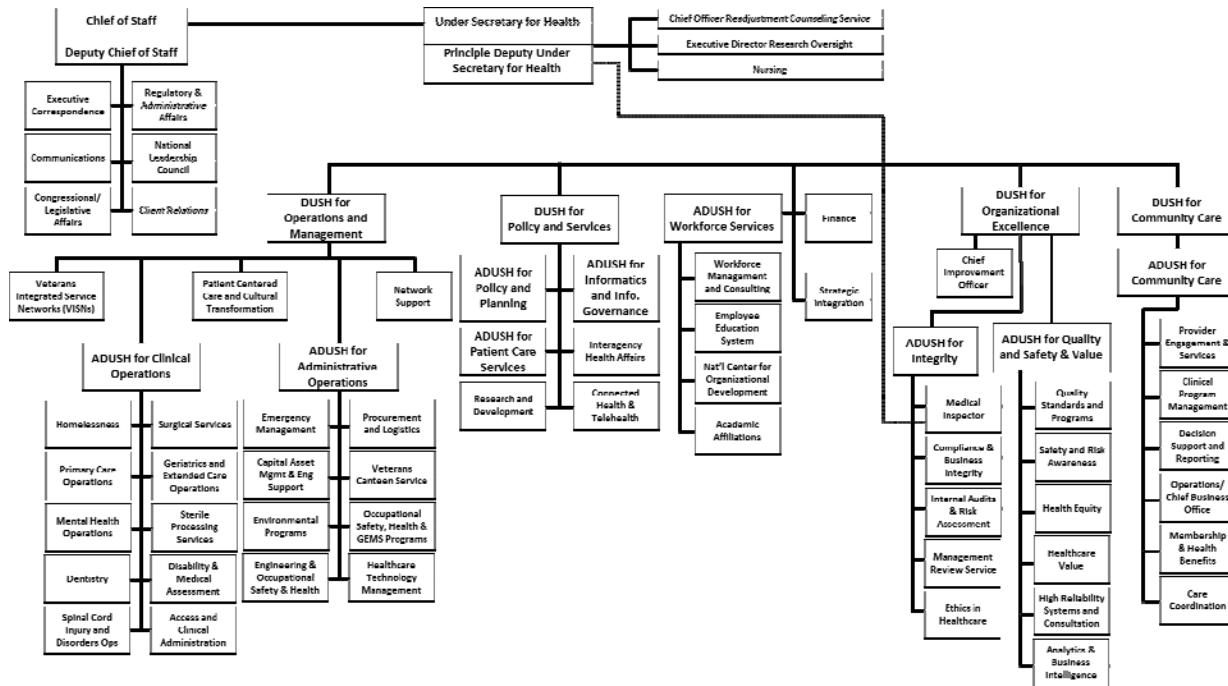 Chief of Staff
Deputy Chief of Staff
Under Secretary for Health
Principle Deputy Under
Secretary for Health
Chief Officer Readjustment Counseling Service
Executive Director Research Oversight
Nursing
Executive
Correspondence
Regulatory &
Administrative
Affairs
Communications
National
Leadership
Council
Congressional/
Legislative
Affairs
Client Relations
DUSH for
Operations and
Management
DUSH for
Policy and Services
ADUSH for
Workforce Services
Finance
DUSH for
Organizational
Excellence
DUSH for
Community Care
Veterans
Integrated Service
Networks (VISNs)
Patient Centered
Care and Cultural
Transformation
Network
Support
ADUSH for
Policy and
Planning
ADUSH for
Informatics
and Info.
Governance
Workforce
Management
and Consulting
Strategic
Integration
Chief
Improvement
Officer
ADUSH for
Community Care
ADUSH for Clinical
Operations
ADUSH for
Administrative
Operations
ADUSH for
Patient Care
Services
Interagency
Health Affairs
Employee
Education
System
ADUSH for
Integrity
ADUSH for Quality
and Safety & Value
Provider
Engagement &
Services
Research and
Development
Connected
Health &
Telehealth
Nat'l Center for
Organizational
Development
Academic
Affiliations
Homelessness
Surgical Services
Primary Care
Operations
Geriatrics and
Extended Care
Operations
Mental Health
Operations
Sterile
Processing
Services
Dentistry
Disability &
Medical
Assessment
Spinal Cord
Injury and
Disorders Ops
Access and
Clinical
Administration
Emergency
Management
Procurement
and Logistics
Capital Asset
Mgmt & Eng
Support
Veterans
Canteen Service
Environmental
Programs
Occupational
Safety, Health &
GEMS Programs
Engineering &
Occupational
Safety & Health
Healthcare
Technology
Management
Medical
Inspector
Compliance &
Business
Integrity
Internal Audits
& Risk
Assessment
Management
Review Service
Ethics in
Healthcare
Quality
Standards and
Programs
Safety and Risk
Awareness
Health Equity
Healthcare
Value
High Reliability
Systems and
Consultation
Analytics &
Business
Intelligence
Clinical
Program
Management
Decision
Support and
Reporting
Operations/
Chief Business
Office
Membership
& Health
Benefits
Care
Coordination